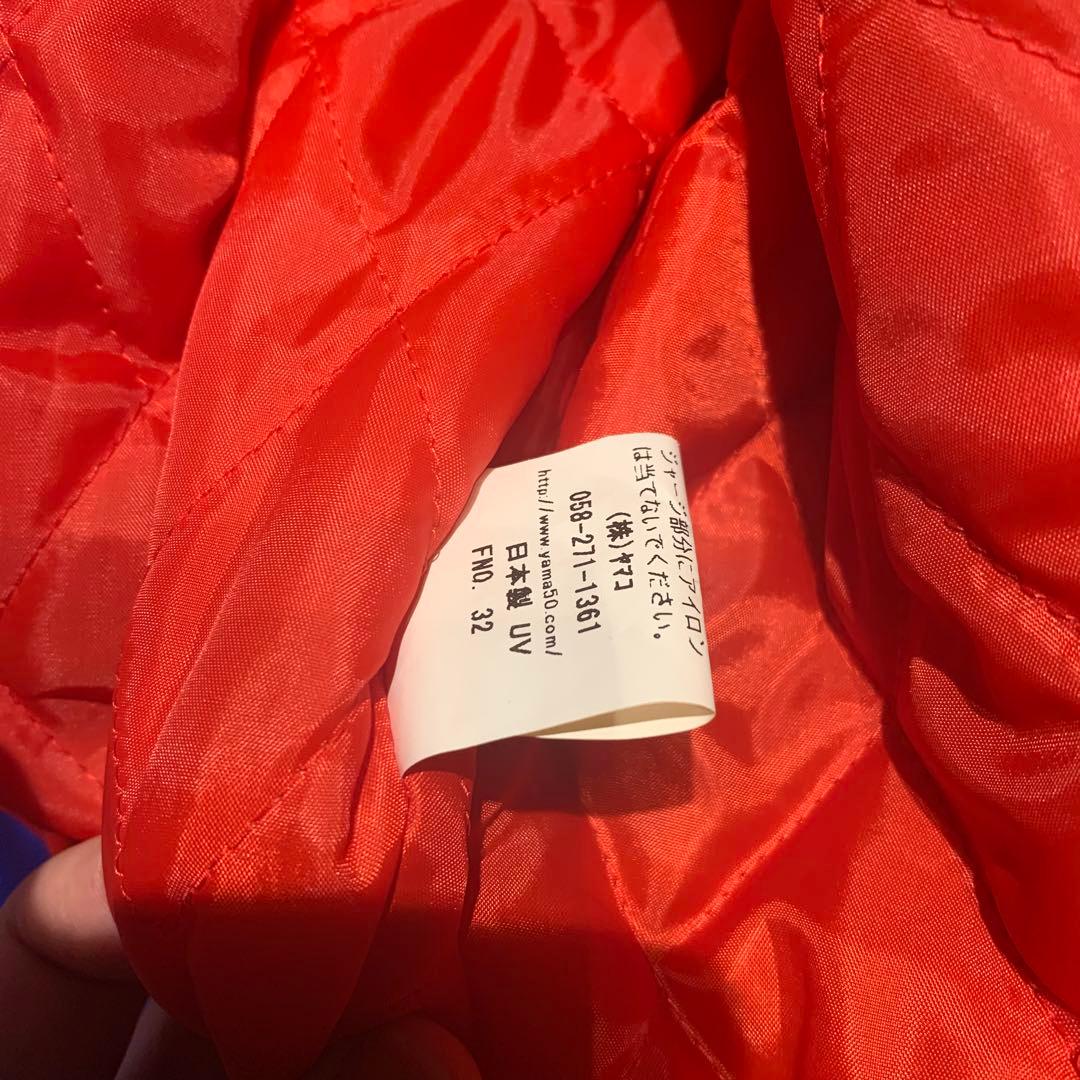 ジャージ部分にアイロン
は当てないでください。
(株)ヤマコ
058-271-1361
http://www.yama50.com/
日本製 UV
FNO. 32